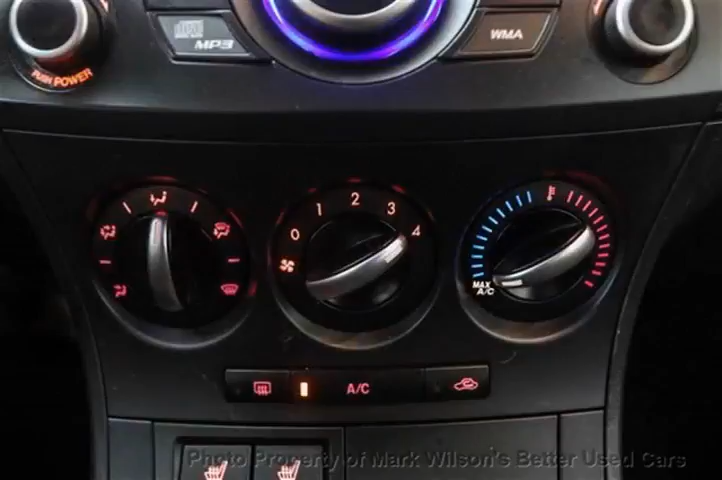 MP3
WMA
PUSH POWER
0 1 2 3 4
MAX
A/C
A/C
Photo Property of Mark Wilson's Better Used Cars